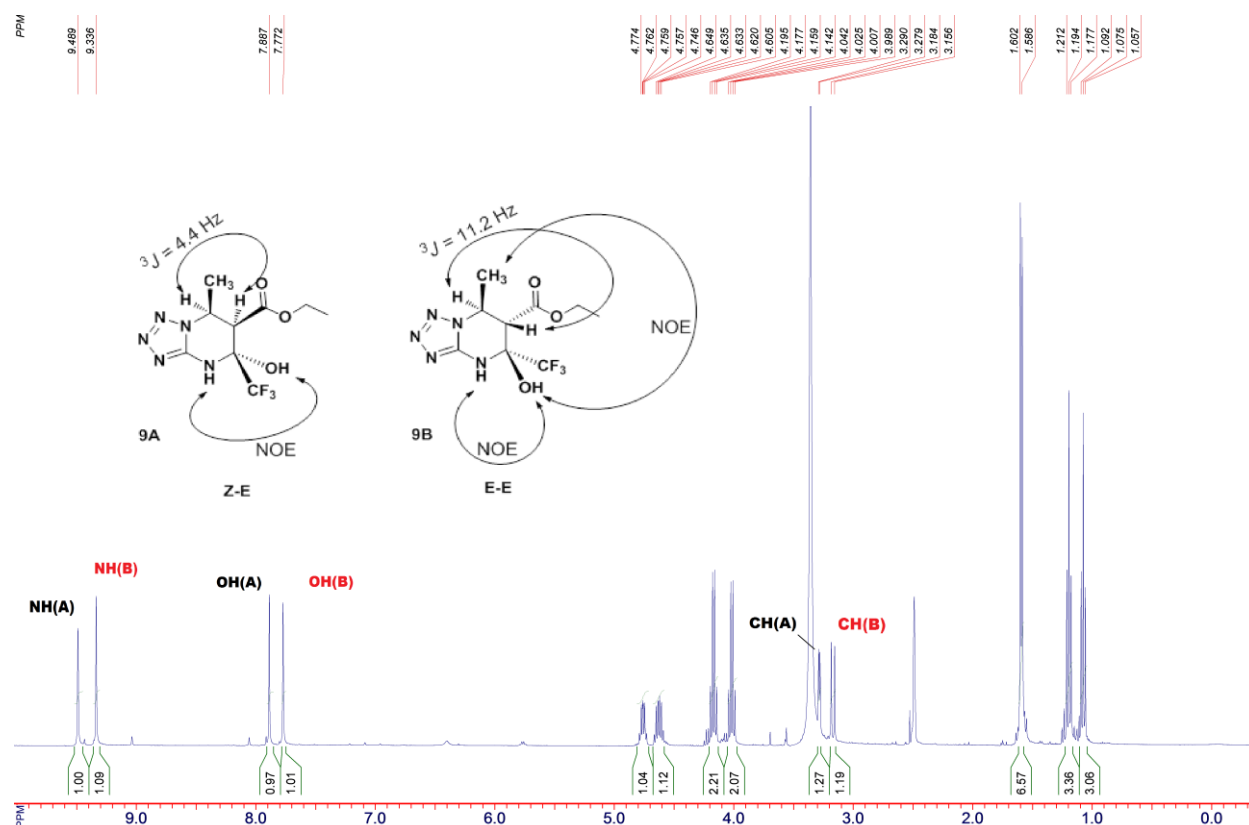 PPM
9.489
9.336
7.887
7.772
4.774
4.762
4.759
4.757
4.746
4.649
4.635
4.633
4.620
4.605
4.195
4.177
4.159
4.142
4.042
4.025
4.007
3.989
3.290
3.279
3.184
3.156
1.602
1.586
1.212
1.194
1.177
1.092
1.075
1.057
³J = 4.4 Hz
CH₃
O
H
H
O
N
N
N
N
N
H
OH
CF₃
9A
NOE
Z-E
³J = 11.2 Hz
CH₃
O
H
O
H
N
N
N
N
N
H
CF₃
OH
NOE
9B
NOE
E-E
NH(B)
NH(A)
OH(A)
OH(B)
CH(A)
CH(B)
1.00
1.09
0.97
1.01
1.04
1.12
2.21
2.07
1.27
1.19
6.57
3.36
3.06
PPM
9.0
8.0
7.0
6.0
5.0
4.0
3.0
2.0
1.0
0.0